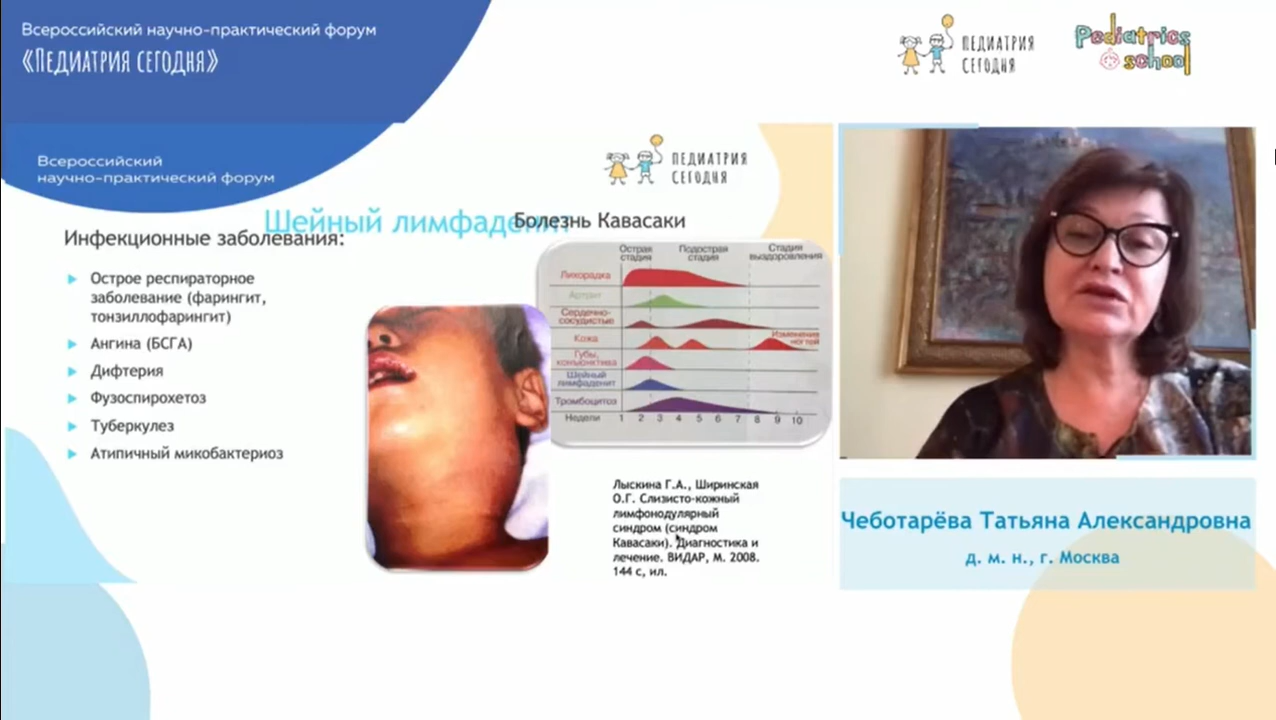 Всероссийский научно-практический форум
«Педиатрия сегодня»
ПЕДИАТРИЯ
СЕГОДНЯ
Pediatrics
school
Всероссийский
научно-практический форум
ПЕДИАТРИЯ
СЕГОДНЯ
Шейный лимфаденит
Болезнь Кавасаки
Инфекционные заболевания:
Острое респираторное
заболевание (фарингит,
тонзиллофарингит)
Ангина (БСГА)
Дифтерия
Фузоспирохетоз
Туберкулез
Атипичный микобактериоз
Острая
стадия
Подострая
стадия
Стадия
выздоровления
Лихорадка
Артрит
Сердечно-
сосудистые
Кожа
Изменения
ногтей
Губы,
конъюнктива
Шейный
лимфаденит
Тромбоцитоз
Недели 1 2 3 4 5 6 7 8 9 10
Лыскина Г.А., Ширинская
О.Г. Слизисто-кожный
лимфонодулярный
синдром (синдром
Кавасаки). Диагностика и
лечение. ВИДАР, М. 2008.
144 с, ил.
Чеботарёва Татьяна Александровна
д. м. н., г. Москва